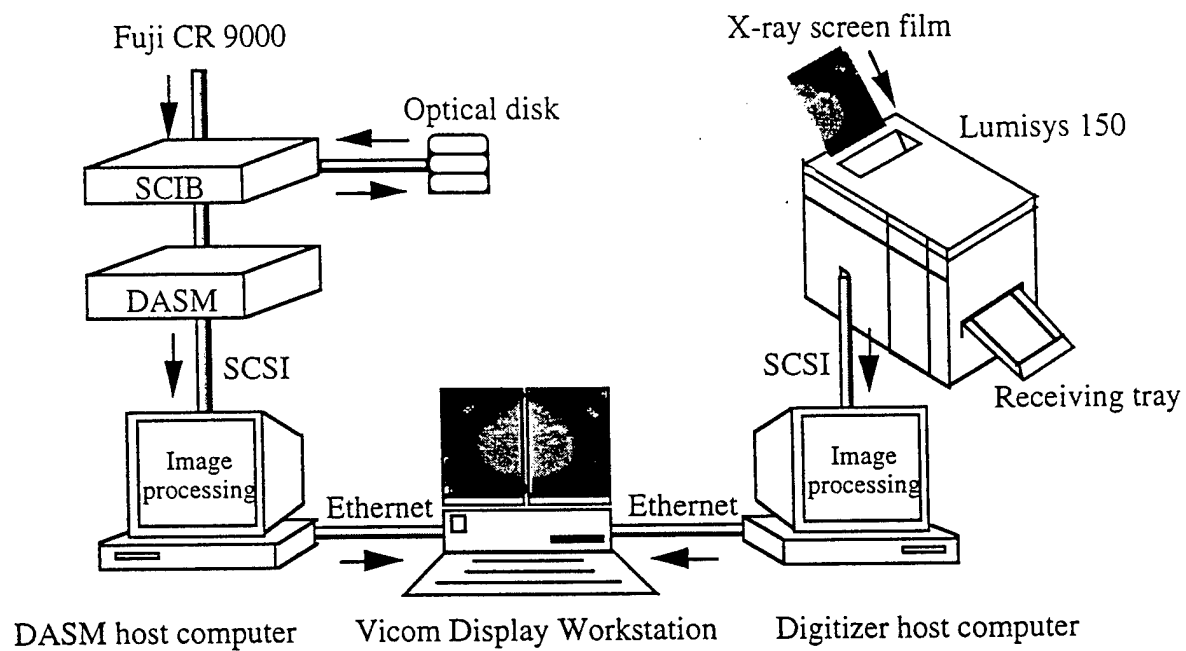 Fuji CR 9000
X-ray screen film
Optical disk
Lumisys 150
SCIB
DASM
SCSI
SCSI
Receiving tray
Image
processing
Image
processing
Ethernet
Ethernet
DASM host computer
Vicom Display Workstation
Digitizer host computer